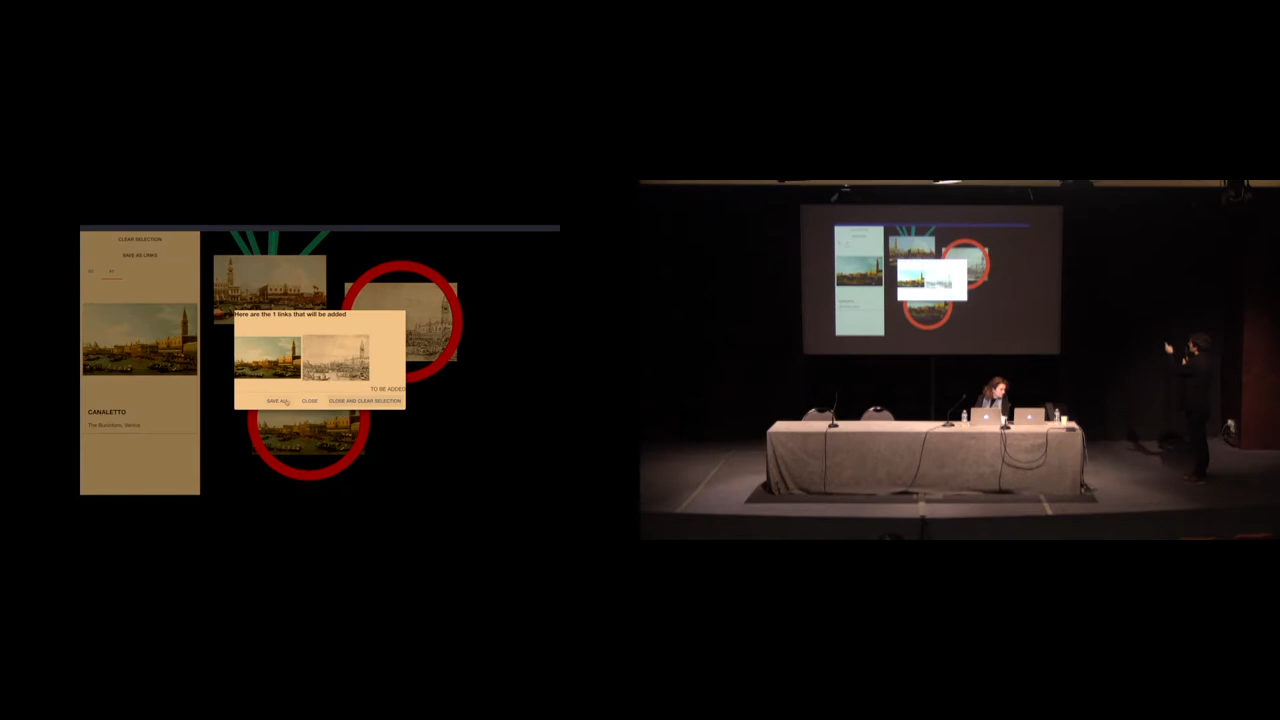 CLEAR SELECTION
SAVE AS LINKS
CANALETTO
The Bucintoro, Venice
Here are the 1 links that will be added
TO BE ADDED
SAVE ALL
CLOSE
CLOSE AND CLEAR SELECTION